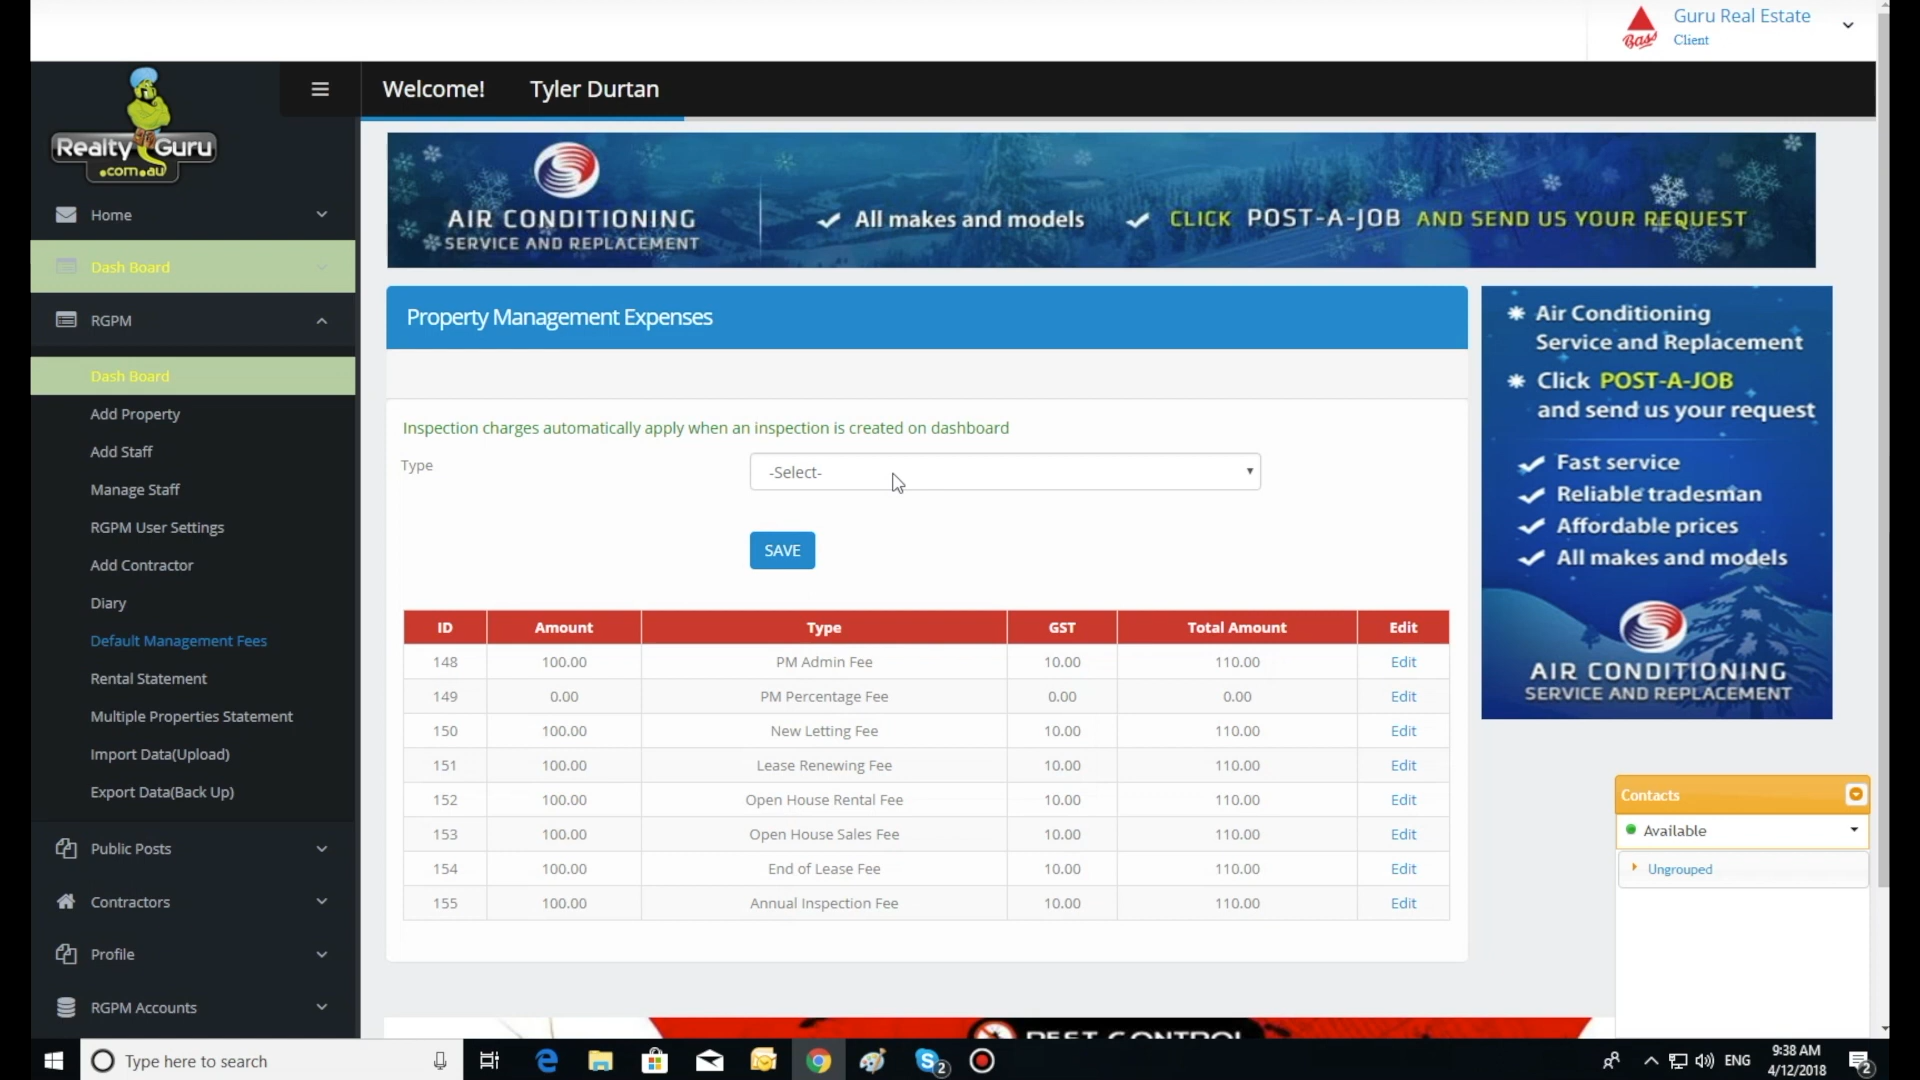 Guru Real Estate
Client
Bass
Realty Guru
.com.au
Welcome! Tyler Durtan
Home
Dash Board
RGPM
Dash Board
Add Property
Add Staff
Manage Staff
RGPM User Settings
Add Contractor
Diary
Default Management Fees
Rental Statement
Multiple Properties Statement
Import Data(Upload)
Export Data(Back Up)
Public Posts
Contractors
Profile
RGPM Accounts
AIR CONDITIONING
SERVICE AND REPLACEMENT
All makes and models
CLICK POST-A-JOB AND SEND US YOUR REQUEST
Property Management Expenses
Inspection charges automatically apply when an inspection is created on dashboard
Type -Select-
SAVE
ID Amount Type GST Total Amount Edit
148 100.00 PM Admin Fee 10.00 110.00 Edit
149 0.00 PM Percentage Fee 0.00 0.00 Edit
150 100.00 New Letting Fee 10.00 110.00 Edit
151 100.00 Lease Renewing Fee 10.00 110.00 Edit
152 100.00 Open House Rental Fee 10.00 110.00 Edit
153 100.00 Open House Sales Fee 10.00 110.00 Edit
154 100.00 End of Lease Fee 10.00 110.00 Edit
155 100.00 Annual Inspection Fee 10.00 110.00 Edit
Air Conditioning
Service and Replacement
Click POST-A-JOB
and send us your request
Fast service
Reliable tradesman
Affordable prices
All makes and models
AIR CONDITIONING
SERVICE AND REPLACEMENT
Contacts
Available
Ungrouped
PEST CONTROL
Type here to search
2
ENG
9:38 AM
4/12/2018
2